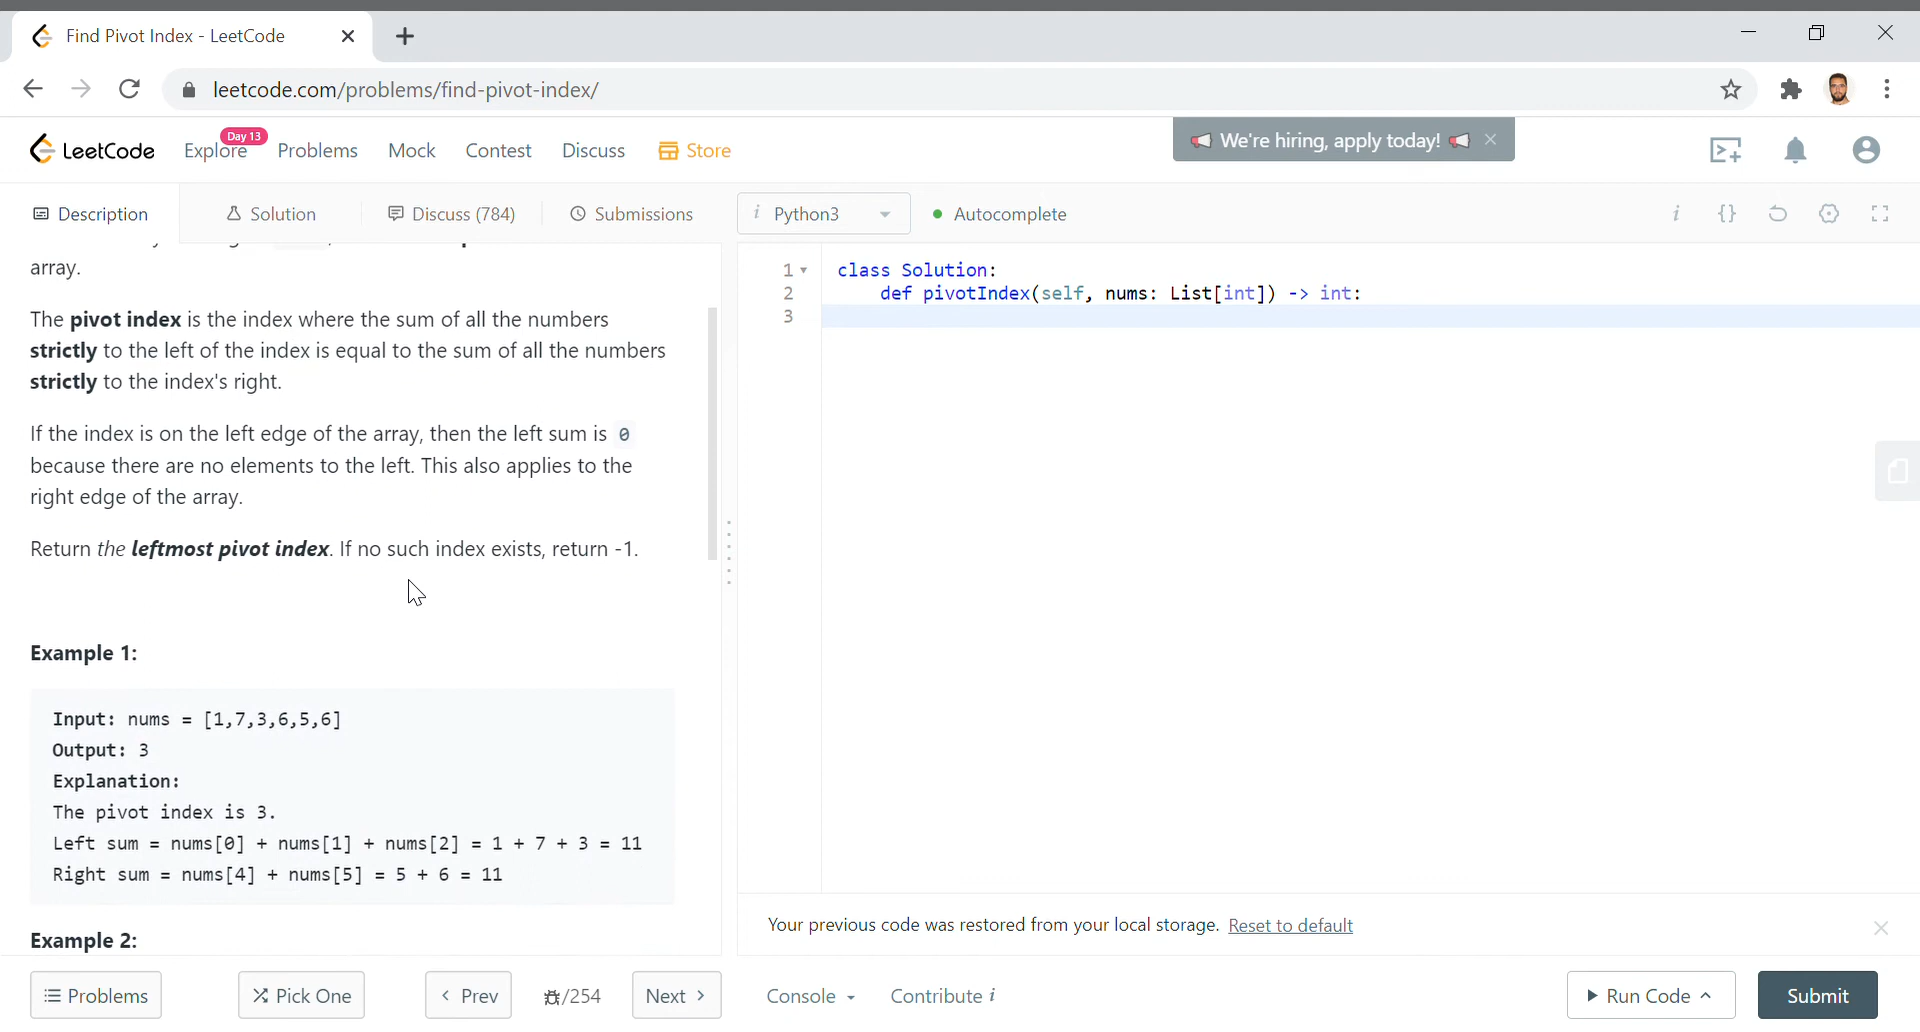 Find Pivot Index - LeetCode
leetcode.com/problems/find-pivot-index/
LeetCode
Explore
Day 13
Problems
Mock
Contest
Discuss
Store
We're hiring, apply today!
Description
Solution
Discuss (784)
Submissions
i Python3
Autocomplete
i
{}
array.
The pivot index is the index where the sum of all the numbers
strictly to the left of the index is equal to the sum of all the numbers
strictly to the index's right.
If the index is on the left edge of the array, then the left sum is 0
because there are no elements to the left. This also applies to the
right edge of the array.
Return the leftmost pivot index. If no such index exists, return -1.
Example 1:
Input: nums = [1,7,3,6,5,6]
Output: 3
Explanation:
The pivot index is 3.
Left sum = nums[0] + nums[1] + nums[2] = 1 + 7 + 3 = 11
Right sum = nums[4] + nums[5] = 5 + 6 = 11
Example 2:
1 class Solution:
2 def pivotIndex(self, nums: List[int]) -> int:
3
Your previous code was restored from your local storage. Reset to default
Problems
Pick One
Prev
/254
Next
Console
Contribute i
Run Code
Submit